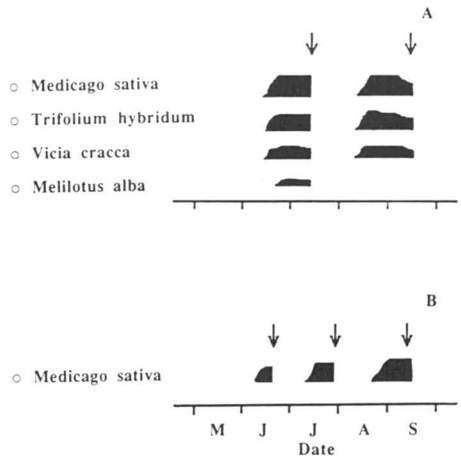 A
○ Medicago sativa
○ Trifolium hybridum
○ Vicia cracca
○ Melilotus alba
B
○ Medicago sativa
M J J A S
Date